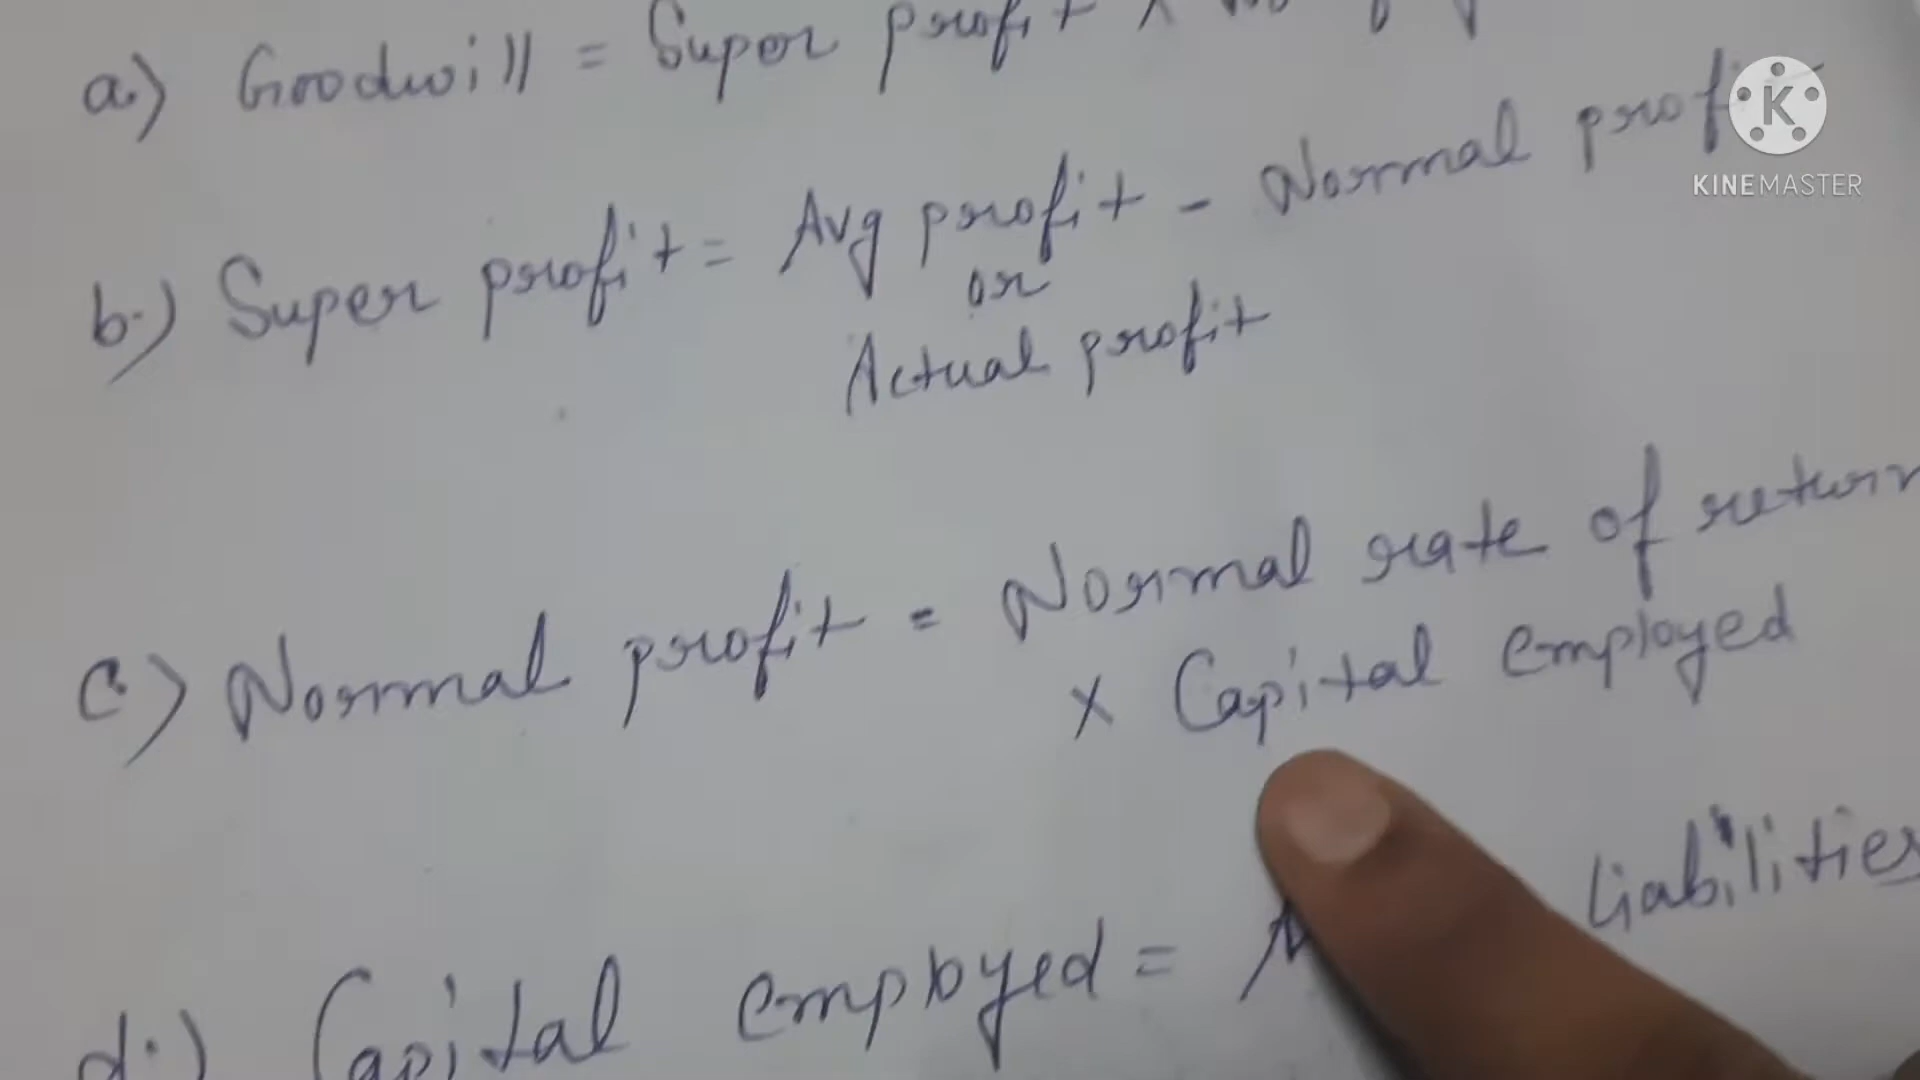 a.) Goodwill = Super profit ×
b.) Super profit = Avg profit - Normal profit
or
Actual profit
c.) Normal profit = Normal rate of return
× Capital employed
d.) Capital employed = Liabilities
K
KINEMASTER